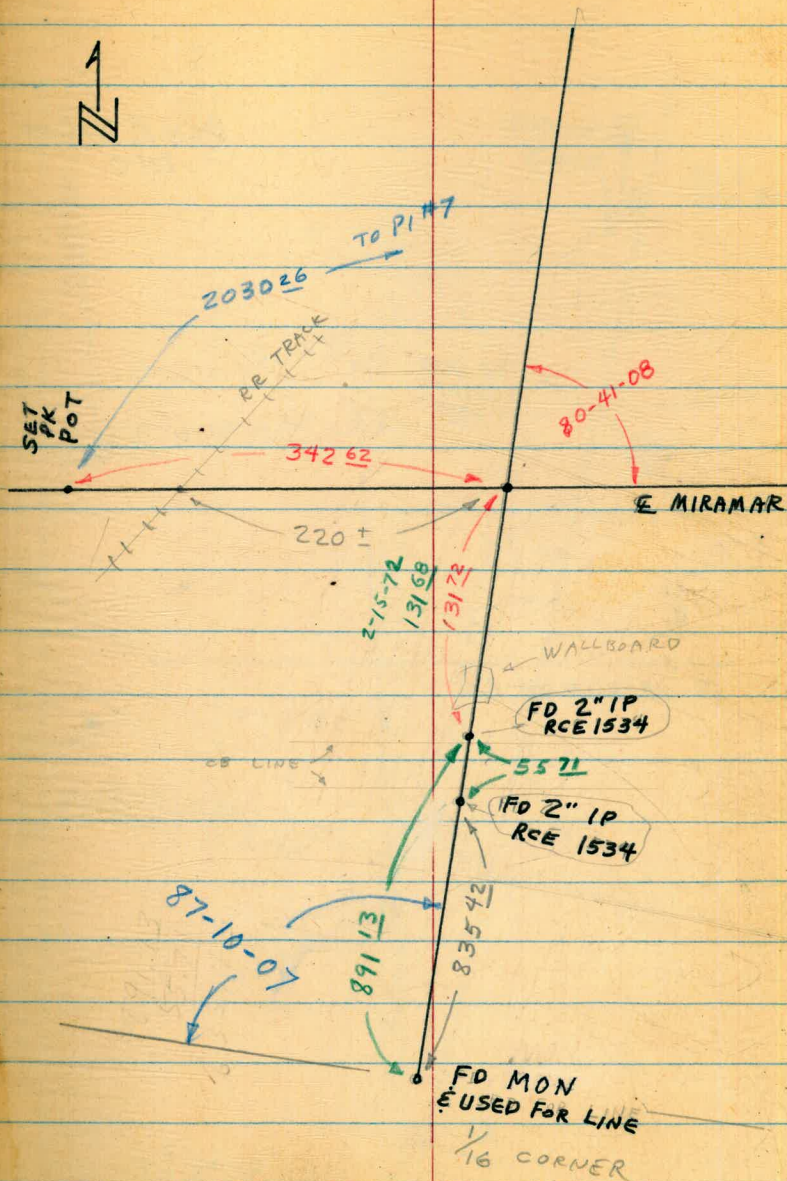 N
TO PI #7
2030 26
RR TRACK
80-41-08
SET
PK
POT
342 62
℄ MIRAMAR
220 ±
2-15-72
131 68
131 72
WALLBOARD
FD 2" IP
RCE 1534
CB LINE
55 71
FD 2" IP
RCE 1534
87-10-07
891 13
835 42
FD MON
& USED FOR LINE
1/16 CORNER